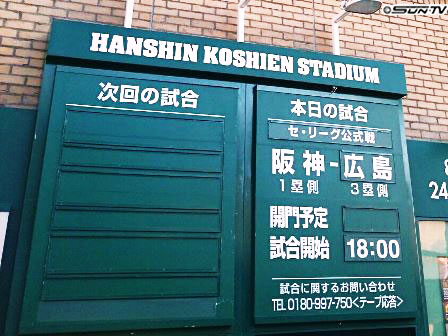 ©SUN-TV
HANSHIN KOSHIEN STADIUM
次回の試合
本日の試合
セ・リーグ公式戦
阪神-広島
1塁側 3塁側
開門予定
試合開始 18:00
試合に関するお問い合わせ
TEL 0180-997-750<テープ応答>
24